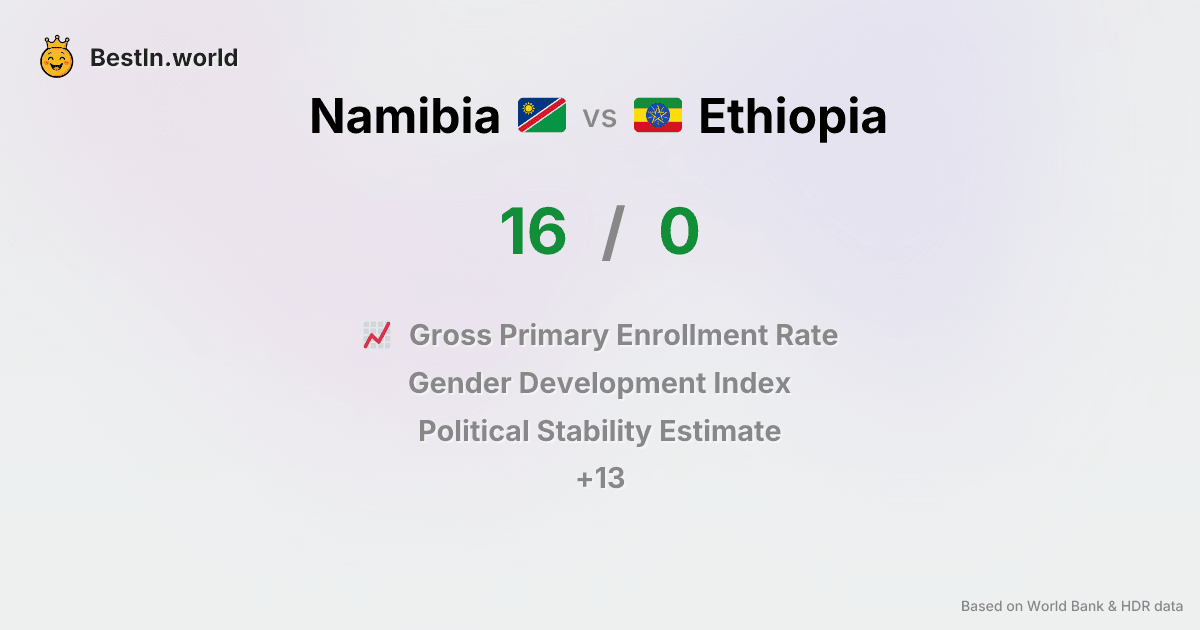 BestIn.world
Namibia vs Ethiopia
16 / 0
Gross Primary Enrollment Rate
Gender Development Index
Political Stability Estimate
+13
Based on World Bank & HDR data